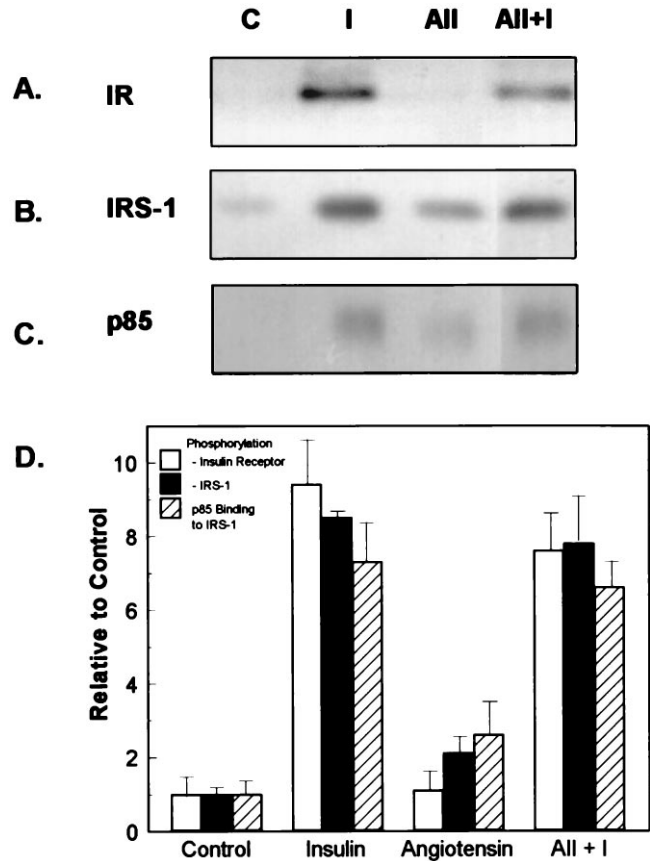 C I AII AII+I
A. IR
B. IRS-1
C. p85
D.
Phosphorylation
- Insulin Receptor
- IRS-1
p85 Binding
to IRS-1
Relative to Control
10
8
6
4
2
0
Control Insulin Angiotensin AII + I